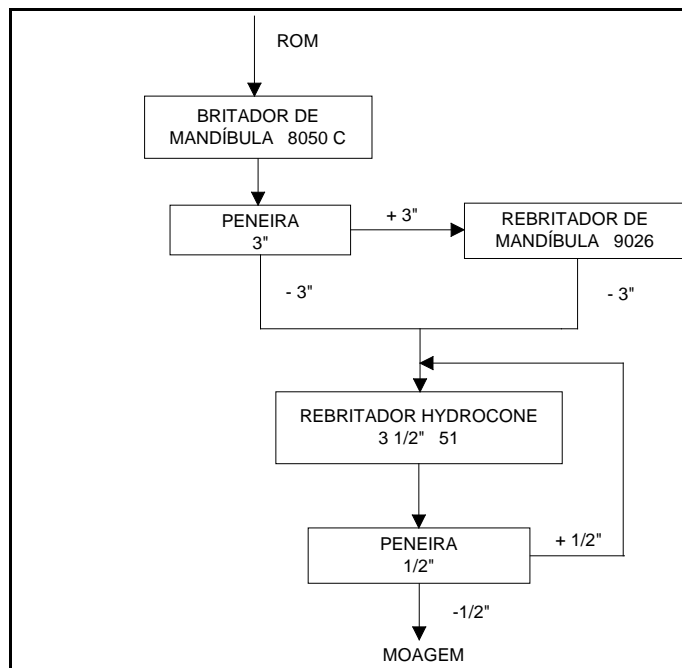 ROM
BRITADOR DE
MANDÍBULA 8050 C
PENEIRA
3"
+ 3"
REBRITADOR DE
MANDÍBULA 9026
- 3"
- 3"
REBRITADOR HYDROCONE
3 1/2" 51
PENEIRA
1/2"
+ 1/2"
-1/2"
MOAGEM